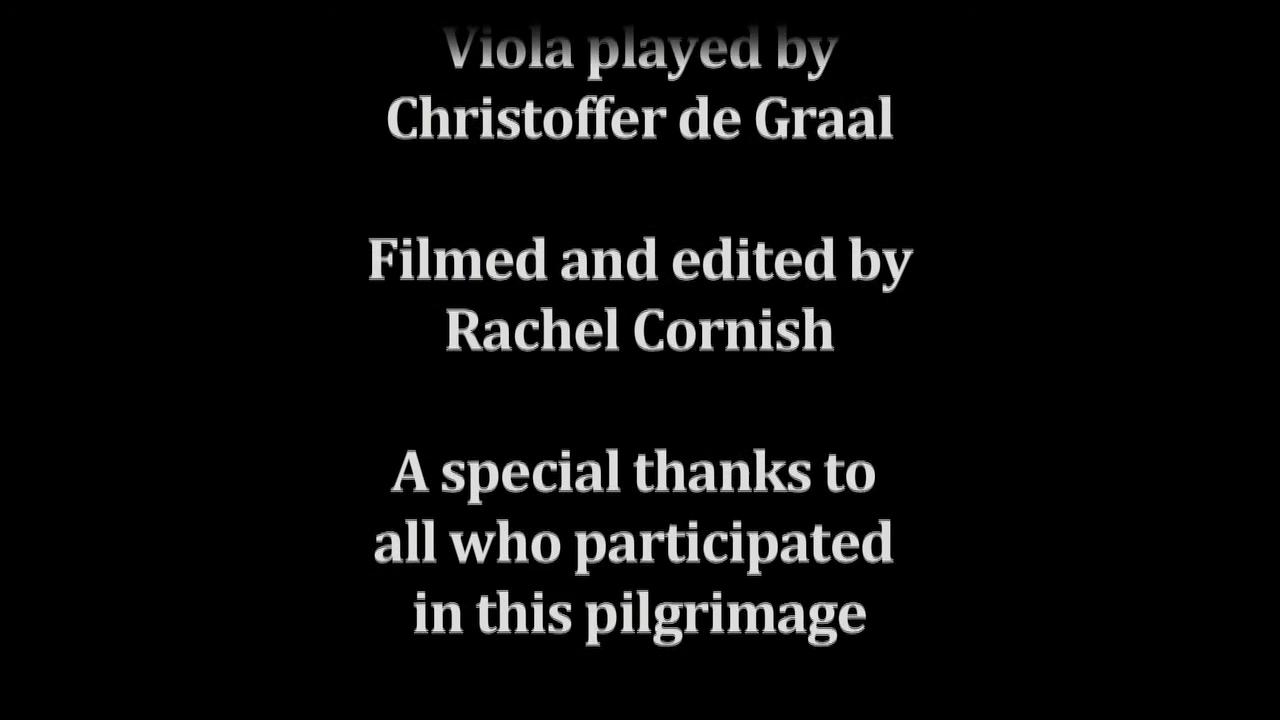 Viola played by
Christoffer de Graal
Filmed and edited by
Rachel Cornish
A special thanks to
all who participated
in this pilgrimage